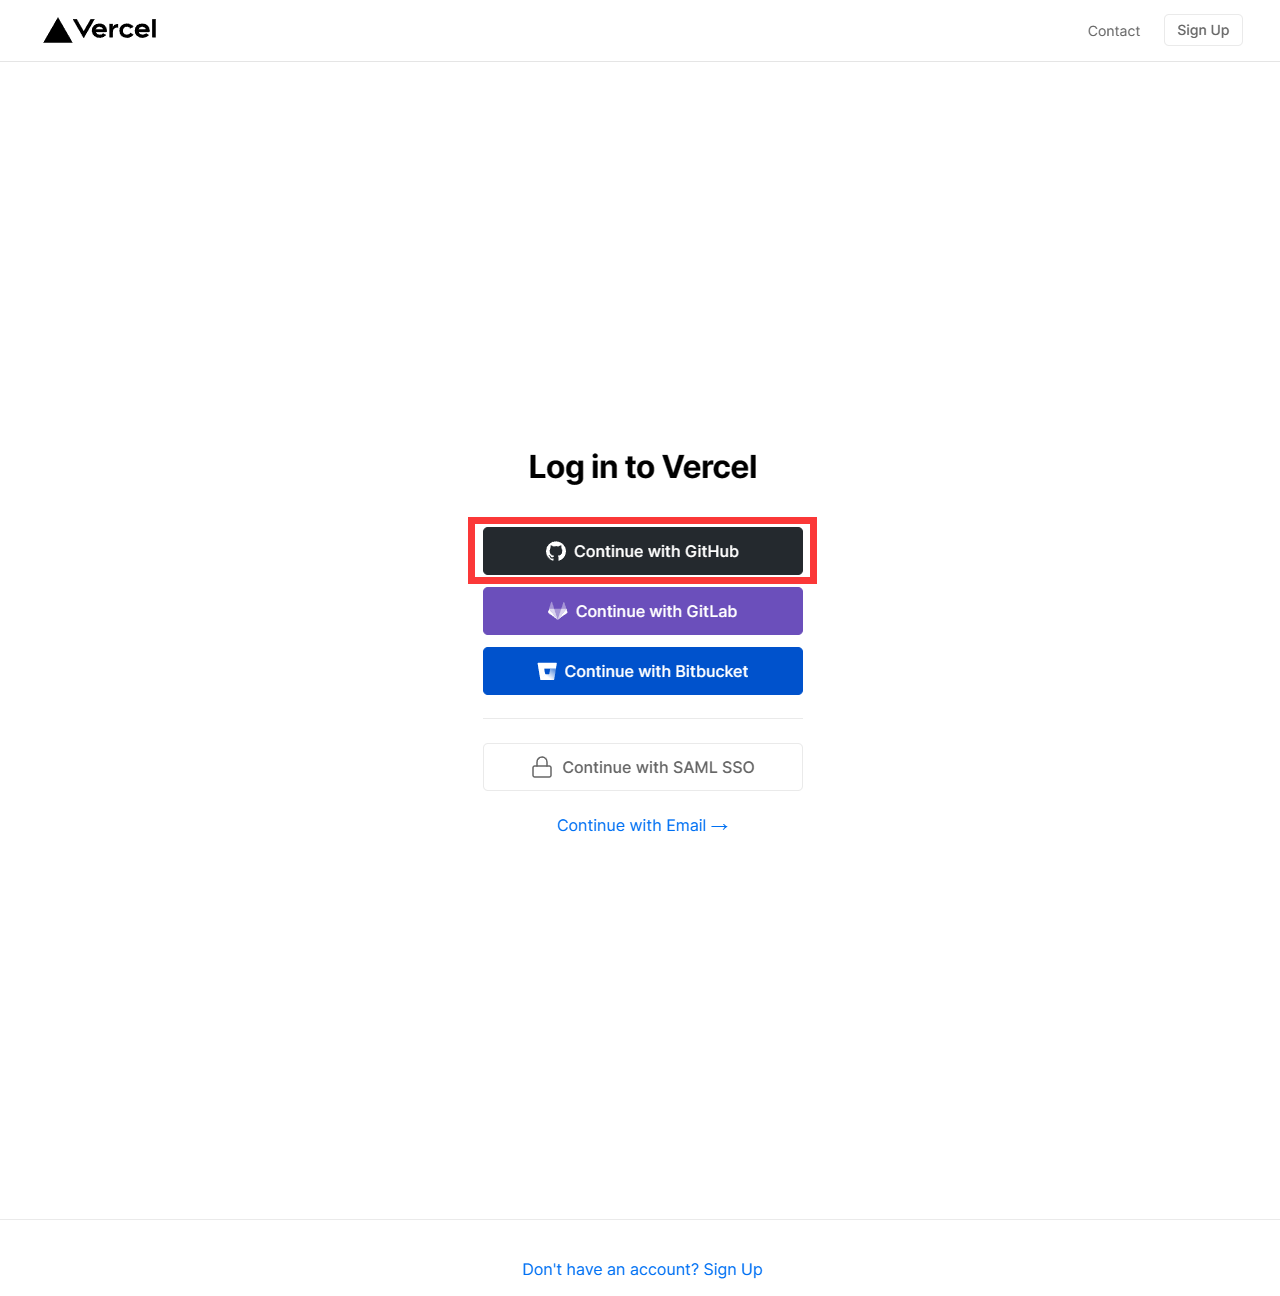 Vercel
Contact
Sign Up
Log in to Vercel
Continue with GitHub
Continue with GitLab
Continue with Bitbucket
Continue with SAML SSO
Continue with Email →
Don't have an account? Sign Up